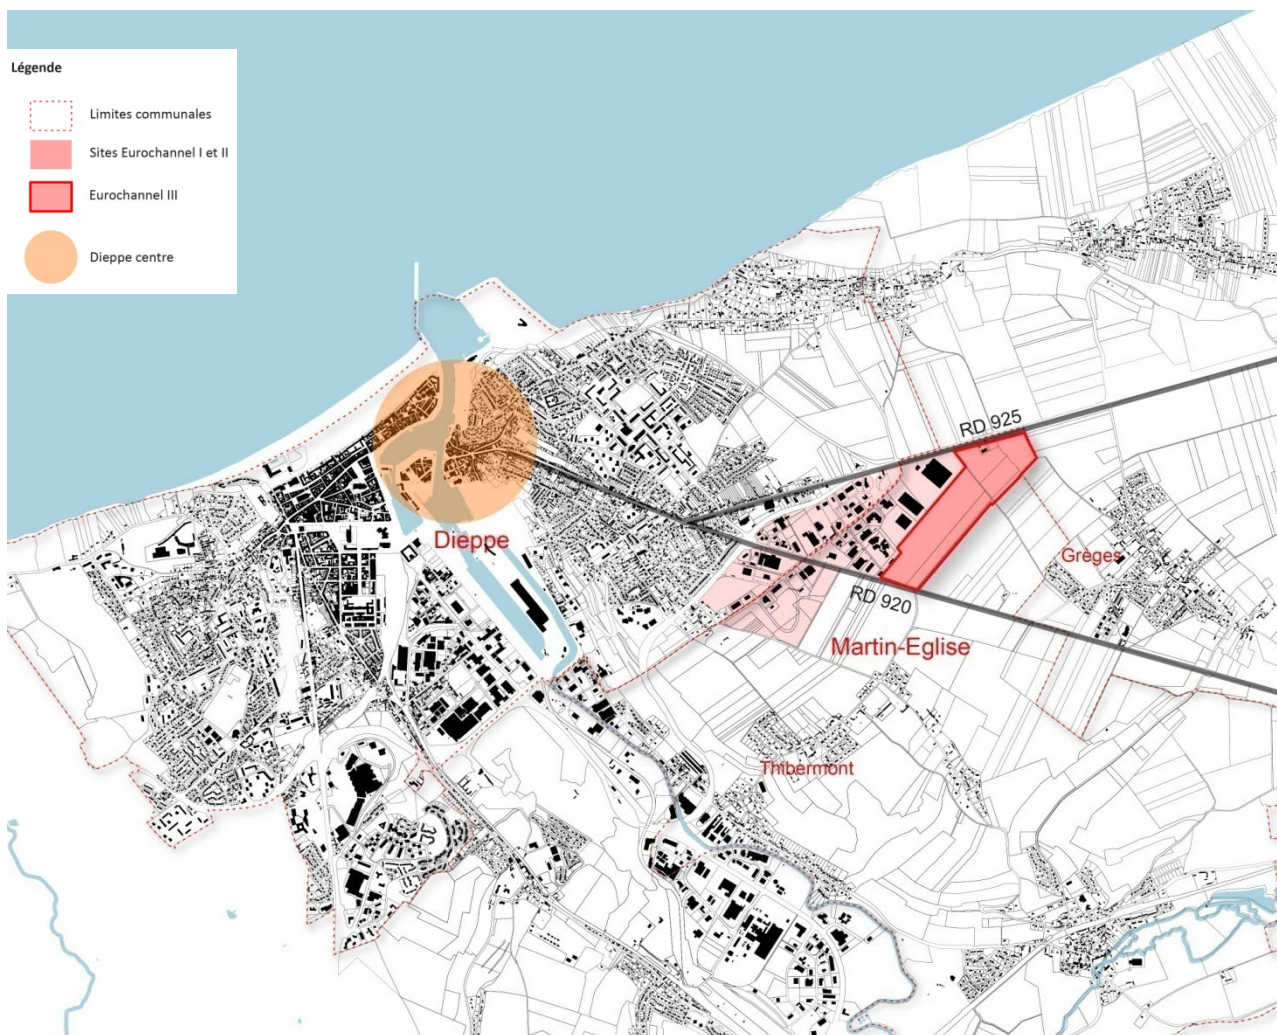 Légende
Limites communales
Sites Eurochannel I et II
Eurochannel III
Dieppe centre
RD 925
Dieppe
Grèges
RD 920
Martin-Eglise
Thibermont